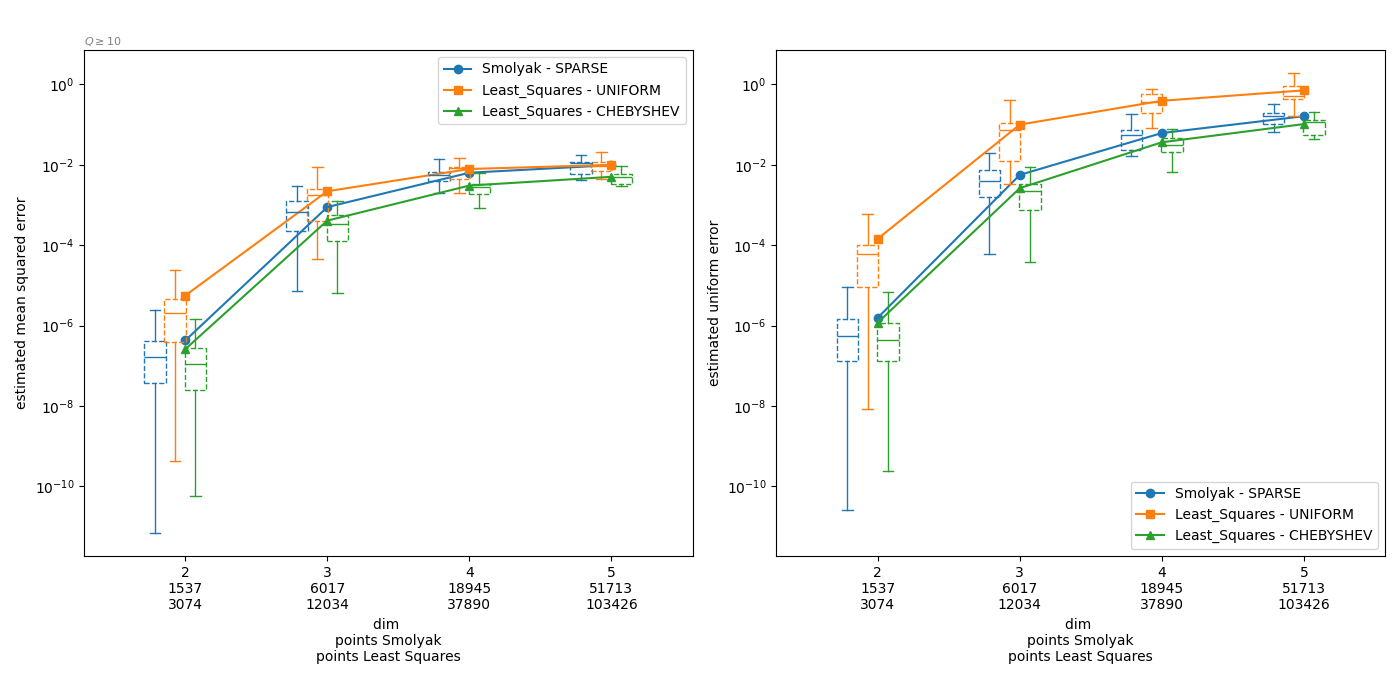 Q ≥ 10
estimated mean squared error
10⁰
10⁻²
10⁻⁴
10⁻⁶
10⁻⁸
10⁻¹⁰
Smolyak - SPARSE
Least_Squares - UNIFORM
Least_Squares - CHEBYSHEV
2 3 4 5
1537 6017 18945 51713
3074 12034 37890 103426
dim
points Smolyak
points Least Squares
estimated uniform error
10⁰
10⁻²
10⁻⁴
10⁻⁶
10⁻⁸
10⁻¹⁰
Smolyak - SPARSE
Least_Squares - UNIFORM
Least_Squares - CHEBYSHEV
2 3 4 5
1537 6017 18945 51713
3074 12034 37890 103426
dim
points Smolyak
points Least Squares